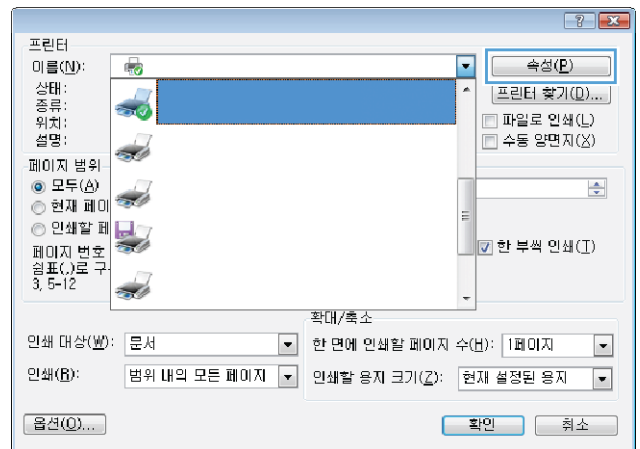 프린터
이름(N):
속성(P)
상태:
프린터 찾기(D)...
종류:
위치:
파일로 인쇄(L)
설명:
수동 양면지(X)
페이지 범위
모두(A)
현재 페이
인쇄할 페
페이지 번호
쉼표(,)로 구
3, 5-12
한 부씩 인쇄(T)
확대/축소
인쇄 대상(W): 문서
한 면에 인쇄할 페이지 수(H): 1페이지
인쇄(R): 범위 내의 모든 페이지
인쇄할 용지 크기(Z): 현재 설정된 용지
옵션(O)...
확인
취소